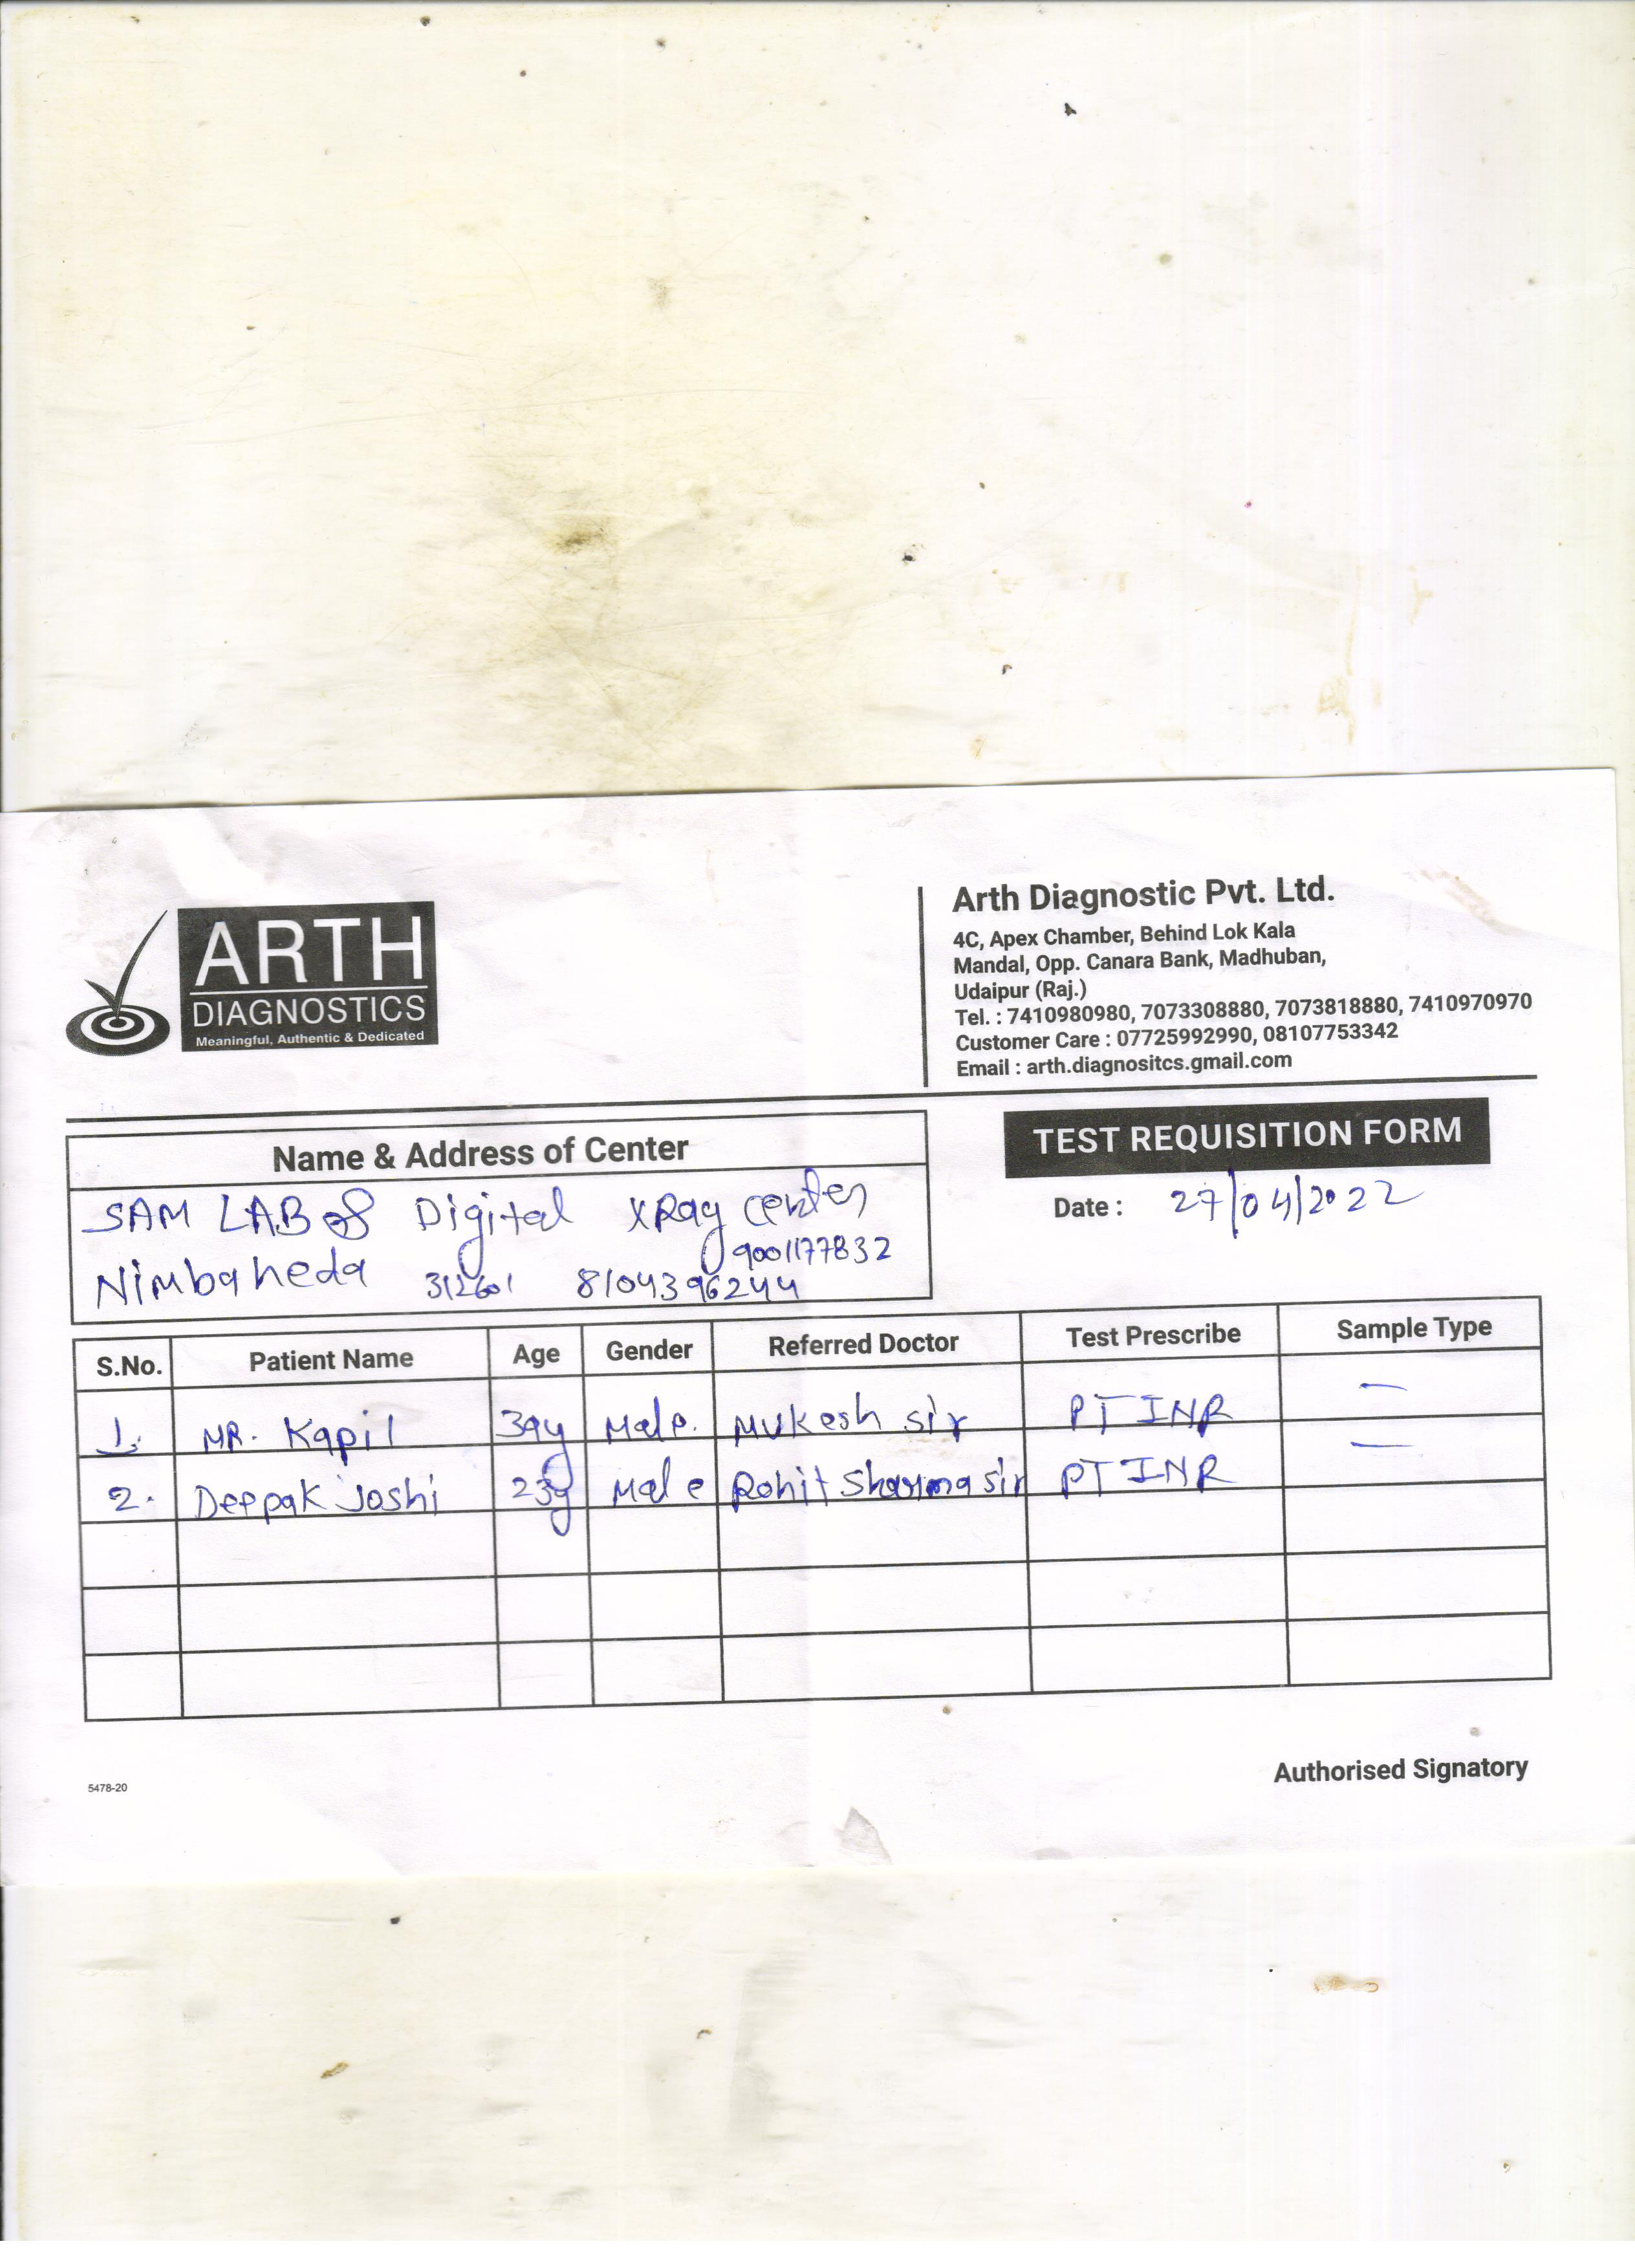 ARTH
DIAGNOSTICS
Meaningful, Authentic & Dedicated
Arth Diagnostic Pvt. Ltd.
4C, Apex Chamber, Behind Lok Kala
Mandal, Opp. Canara Bank, Madhuban,
Udaipur (Raj.)
Tel. : 7410980980, 7073308880, 7073818880, 7410970970
Customer Care : 07725992990, 08107753342
Email : arth.diagnositcs.gmail.com
Name & Address of Center
SAM LAB & Digital XRay center
9001177832
Nimbaheda 312601 8104396244
TEST REQUISITION FORM
Date : 27/04/2022
S.No. Patient Name Age Gender Referred Doctor Test Prescribe Sample Type
1. MR. Kapil 39y Male. Mukesh sir PT INR —
2. Deepak Joshi 23y Male Rohit Sharma sir PT INR —
Authorised Signatory
5478-20